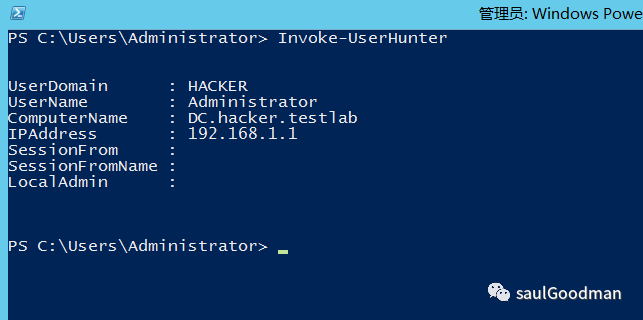 管理员: Windows Powe
PS C:\Users\Administrator> Invoke-UserHunter
UserDomain      : HACKER
UserName        : Administrator
ComputerName    : DC.hacker.testlab
IPAddress       : 192.168.1.1
SessionFrom     :
SessionFromName :
LocalAdmin      :
PS C:\Users\Administrator>
saulGoodman